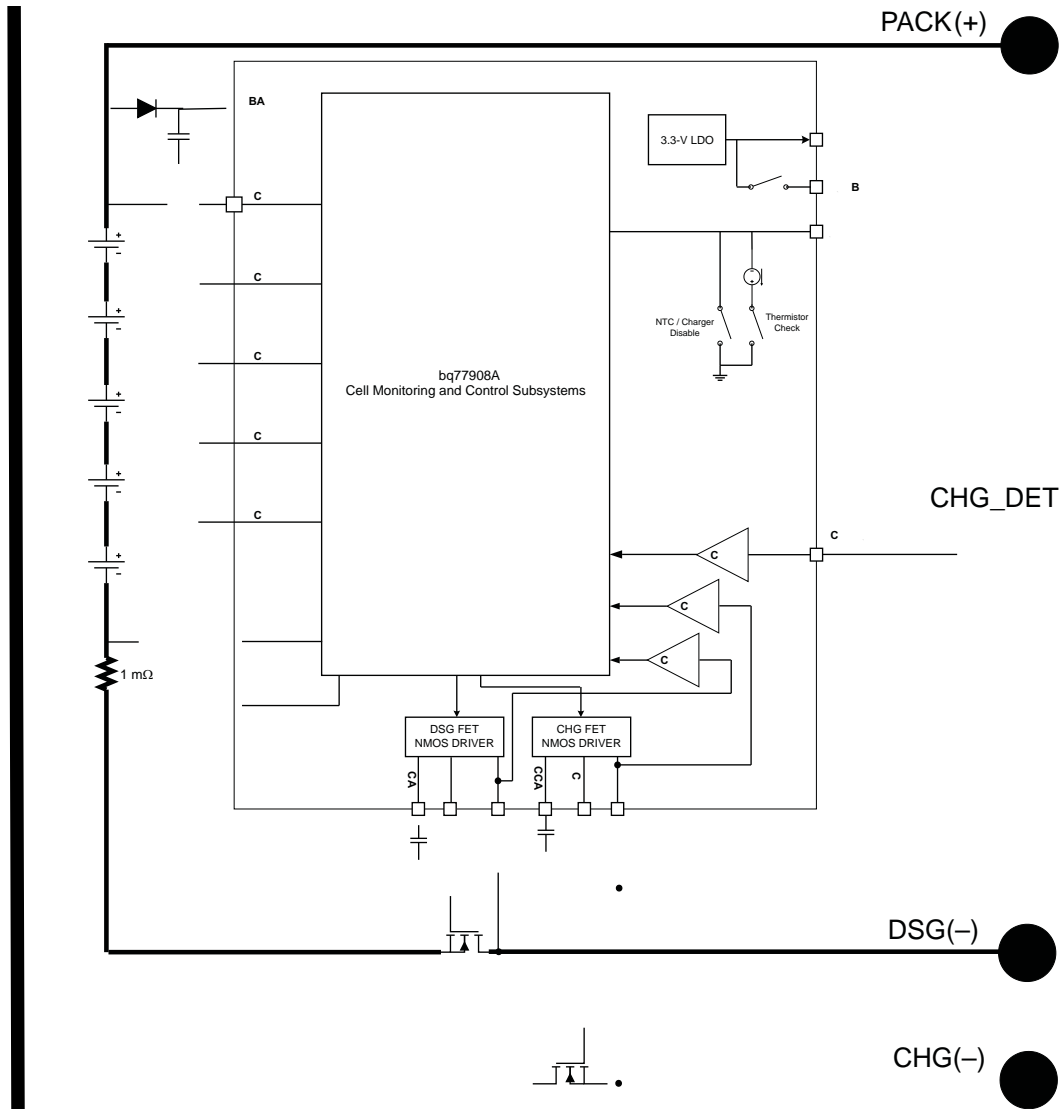 PACK(+)
BA
3.3-V LDO
C
B
+
-
C
-
+
+
-
NTC / Charger
Disable
Thermistor
Check
C
bq77908A
Cell Monitoring and Control Subsystems
+
-
C
+
-
CHG_DET
C
C
C
+
-
C
C
1 mΩ
DSG FET
NMOS DRIVER
CHG FET
NMOS DRIVER
CA
CCA
C
DSG(–)
CHG(–)